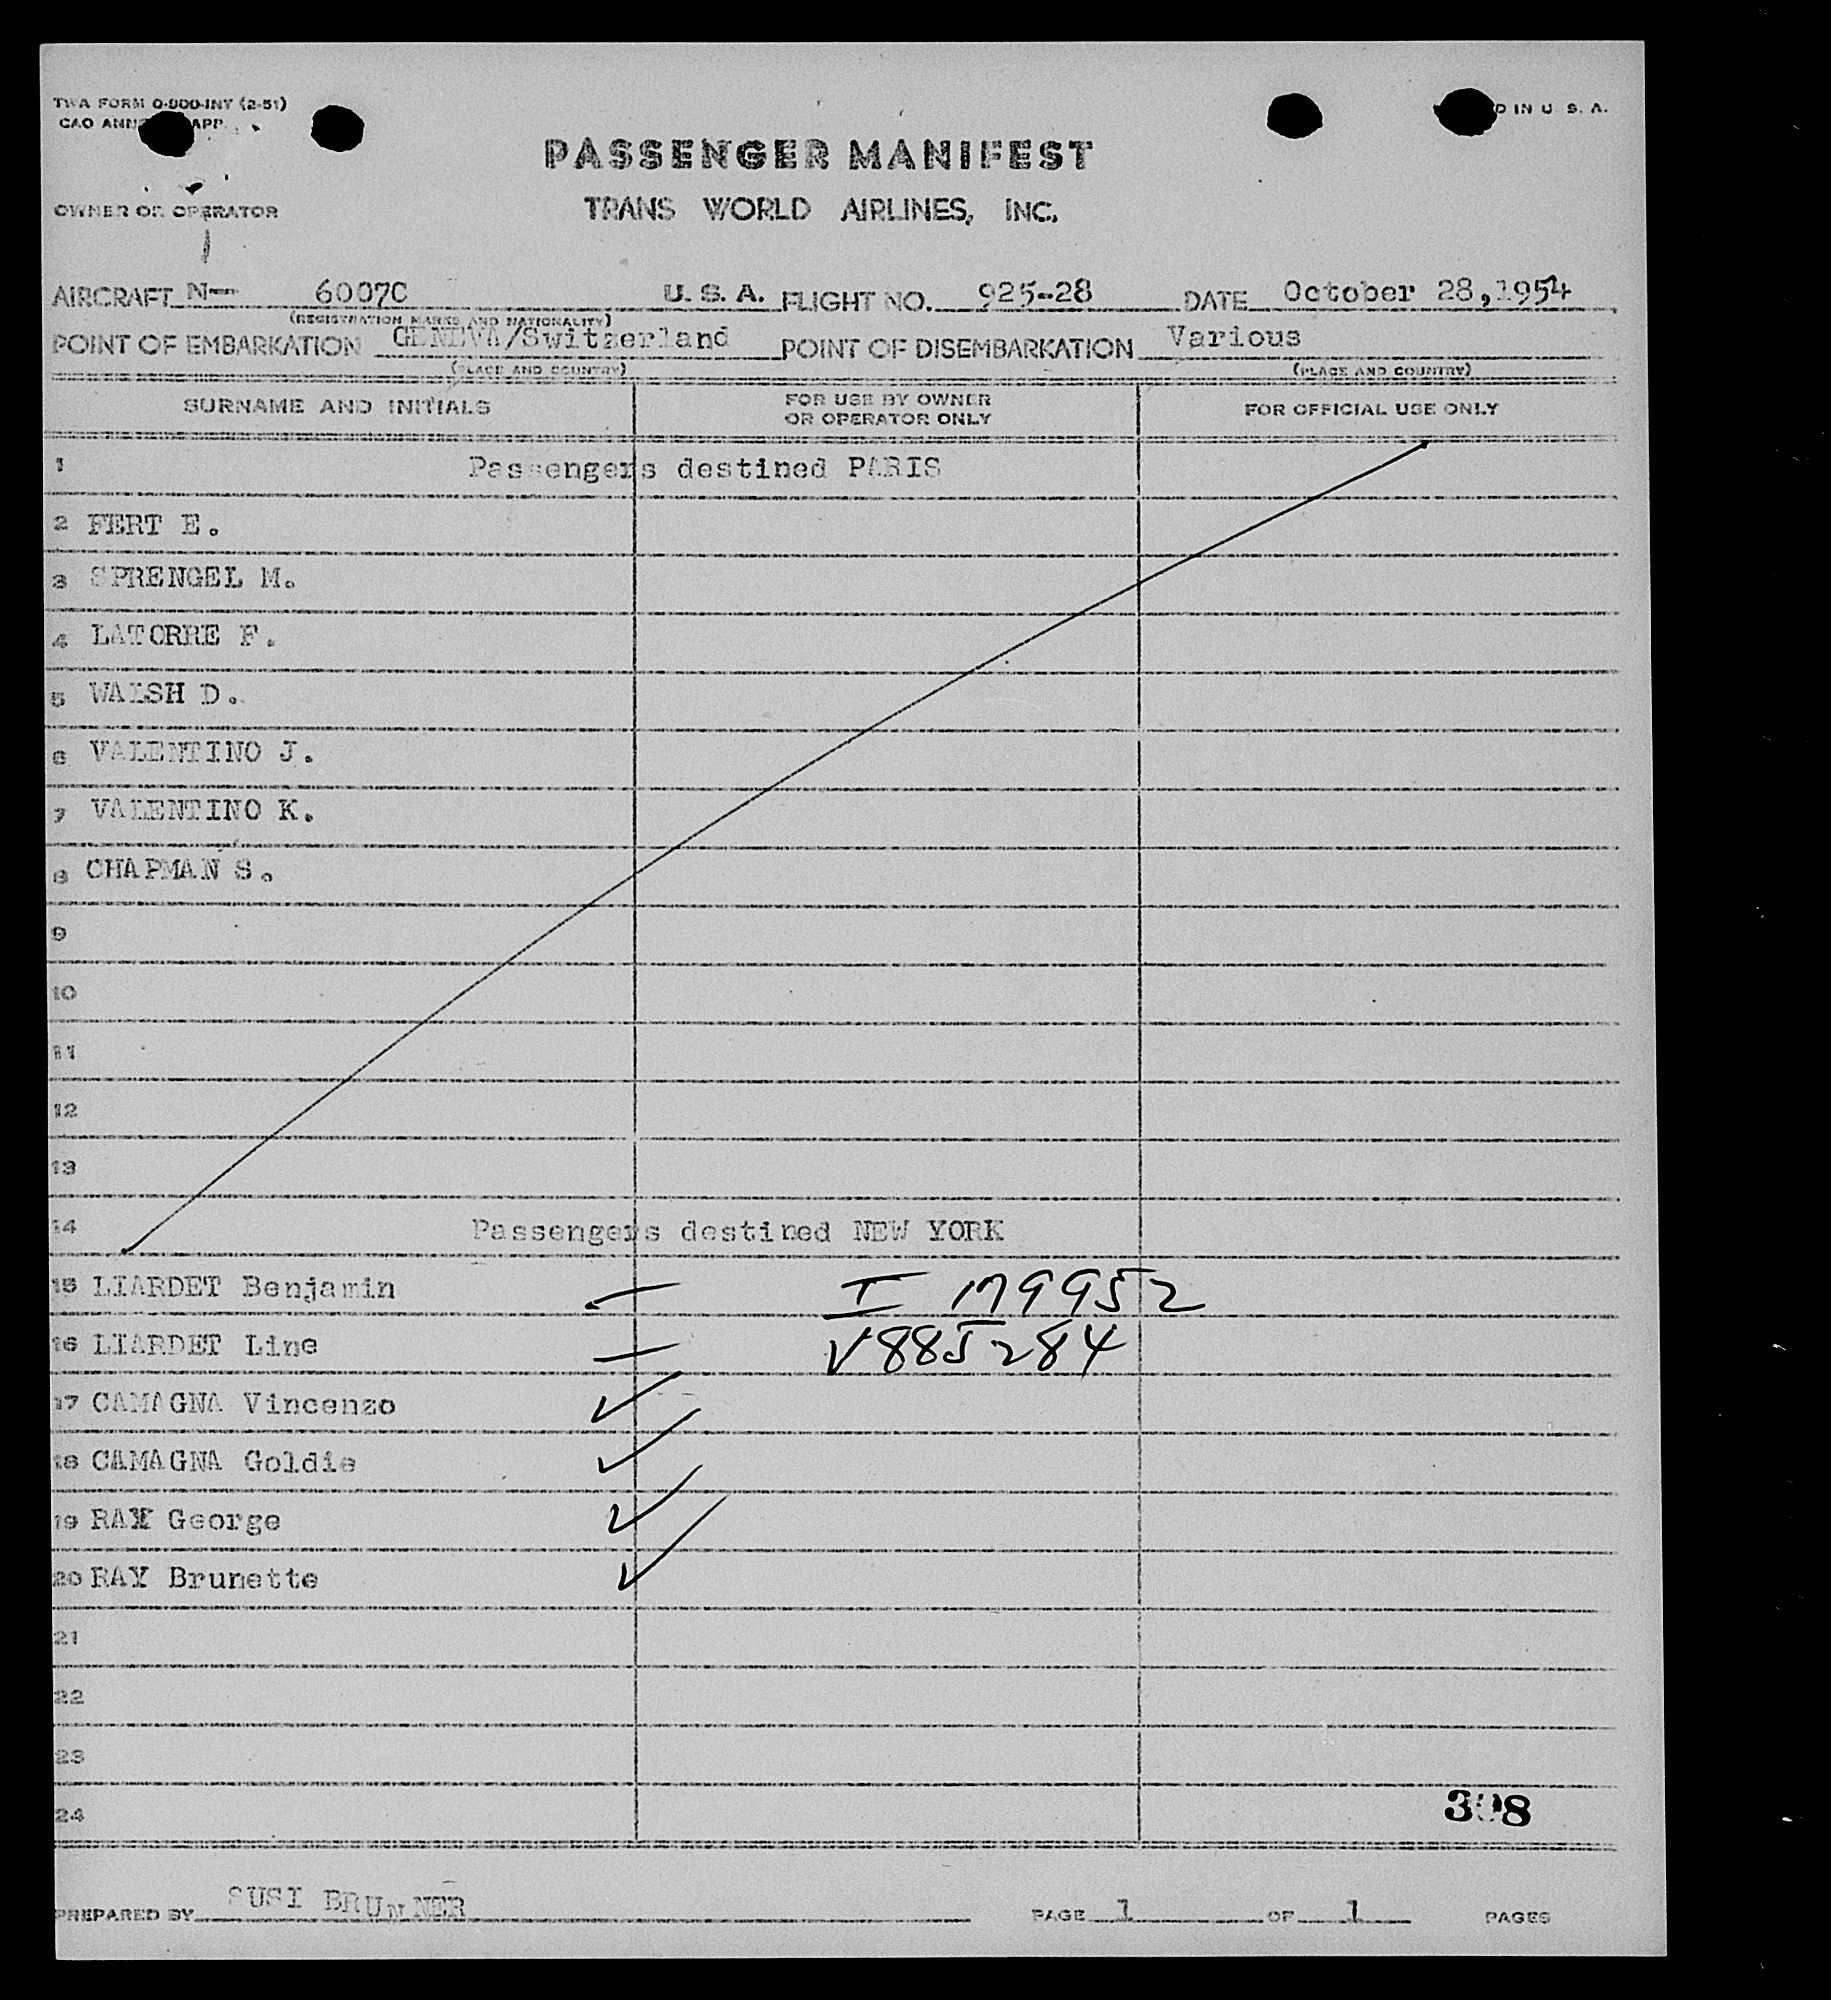 TWA FORM O-900-INT (2-51)
D IN U. S. A.
PASSENGER MANIFEST
OWNER OR OPERATOR
TRANS WORLD AIRLINES, INC.
AIRCRAFT N— 6007C U. S. A. FLIGHT NO. 925-28 DATE October 28,1954
(REGISTRATION MARKS AND NATIONALITY)
POINT OF EMBARKATION GENEVA/Switzerland POINT OF DISEMBARKATION Various
(PLACE AND COUNTRY) (PLACE AND COUNTRY)
SURNAME AND INITIALS FOR USE BY OWNER OR OPERATOR ONLY FOR OFFICIAL USE ONLY
1 Passengers destined PARIS
2 FERT E.
3 SPRENGEL M.
4 LATORRE F.
5 WALSH D.
6 VALENTINO J.
7 VALENTINO K.
8 CHAPMAN S.
9
10
11
12
13
14 Passengers destined NEW YORK
15 LIARDET Benjamin I 179952
16 LIARDET Line V885284
17 CAMAGNA Vincenzo
18 CAMAGNA Goldie
19 RAY George
20 RAY Brunette
21
22
23
24
PREPARED BY SUSI BRUNNER PAGE 1 OF 1 PAGES